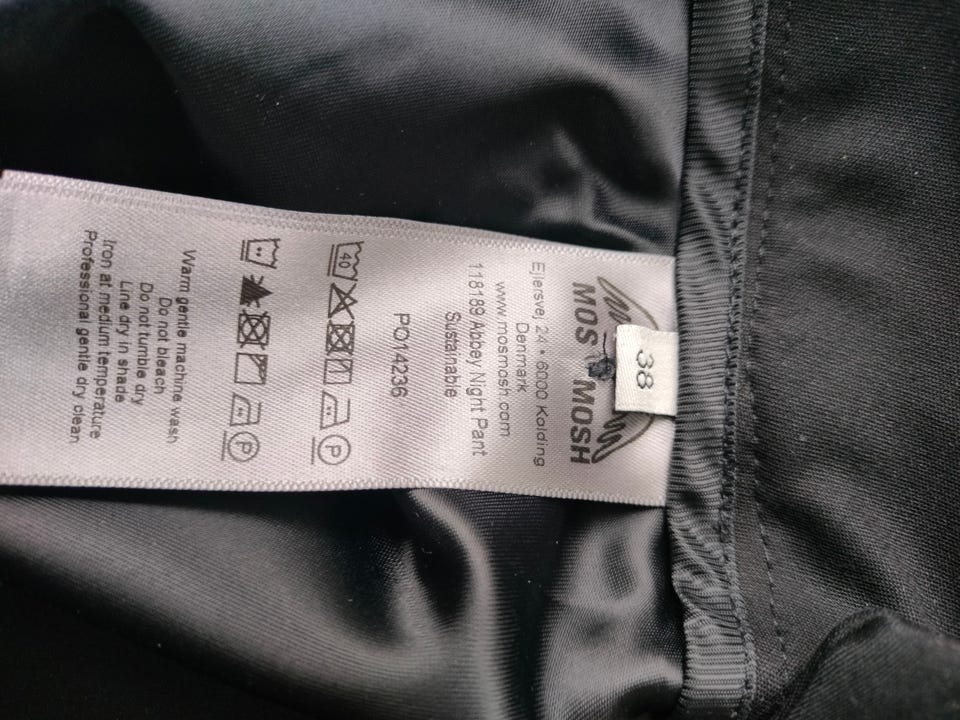 38
MOS MOSH
Ejlersvej 24 • 6000 Kolding
Denmark
www.mosmosh.com
118189 Abbey Night Pant
Sustainable
PO14236
40
P
P
Warm gentle machine wash
Do not bleach
Do not tumble dry
Line dry in shade
Iron at medium temperature
Professional gentle dry clean